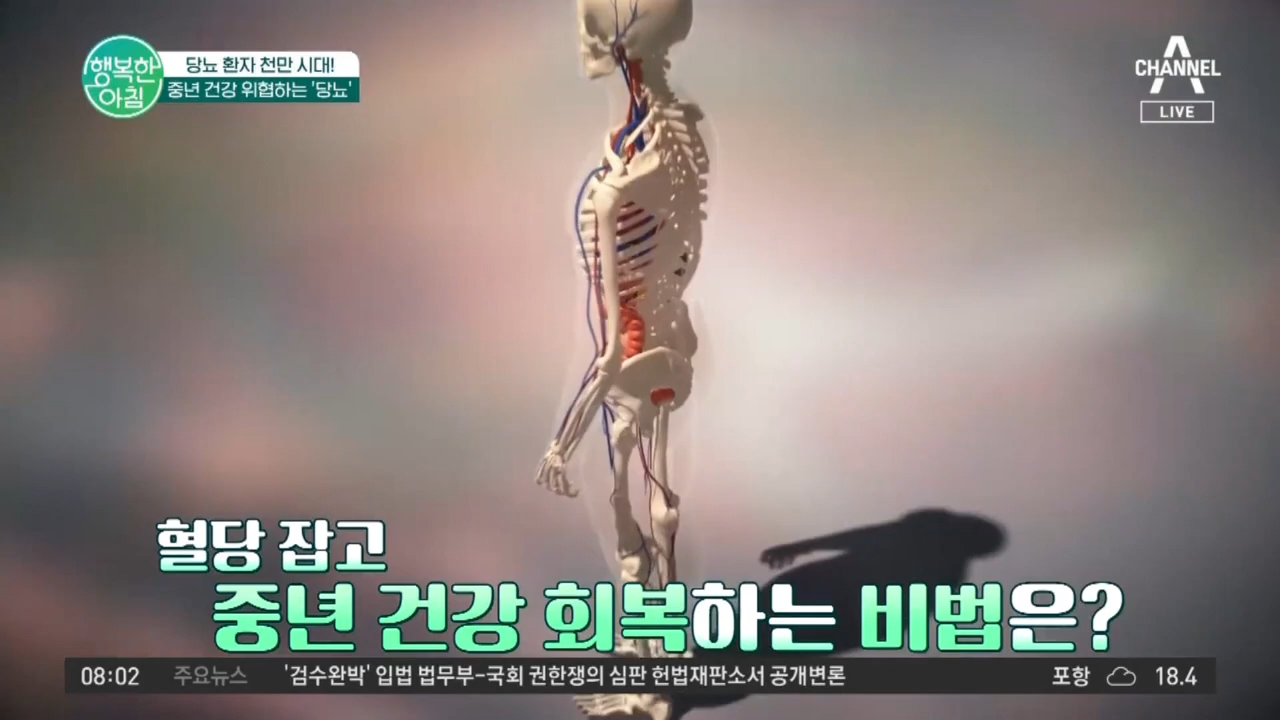 행복한
아침
당뇨 환자 천만 시대!
중년 건강 위협하는 '당뇨'
CHANNEL
LIVE
혈당 잡고
중년 건강 회복하는 비법은?
08:02 주요뉴스 '검수완박' 입법 법무부-국회 권한쟁의 심판 헌법재판소서 공개변론 포항 18.4